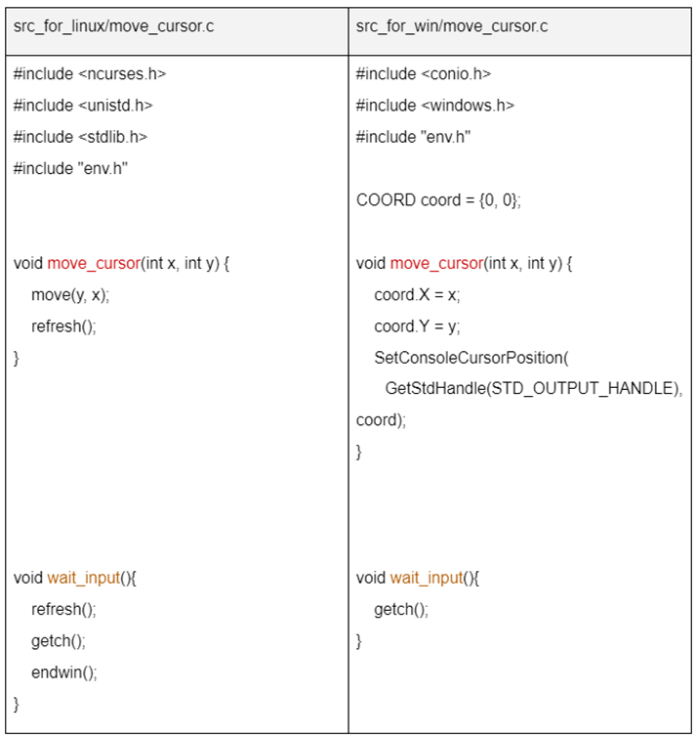 src_for_linux/move_cursor.c
#include <ncurses.h>
#include <unistd.h>
#include <stdlib.h>
#include "env.h"
void move_cursor(int x, int y) {
move(y, x);
refresh();
}
void wait_input(){
refresh();
getch();
endwin();
}
src_for_win/move_cursor.c
#include <conio.h>
#include <windows.h>
#include "env.h"
COORD coord = {0, 0};
void move_cursor(int x, int y) {
coord.X = x;
coord.Y = y;
SetConsoleCursorPosition(
GetStdHandle(STD_OUTPUT_HANDLE),
coord);
}
void wait_input(){
getch();
}